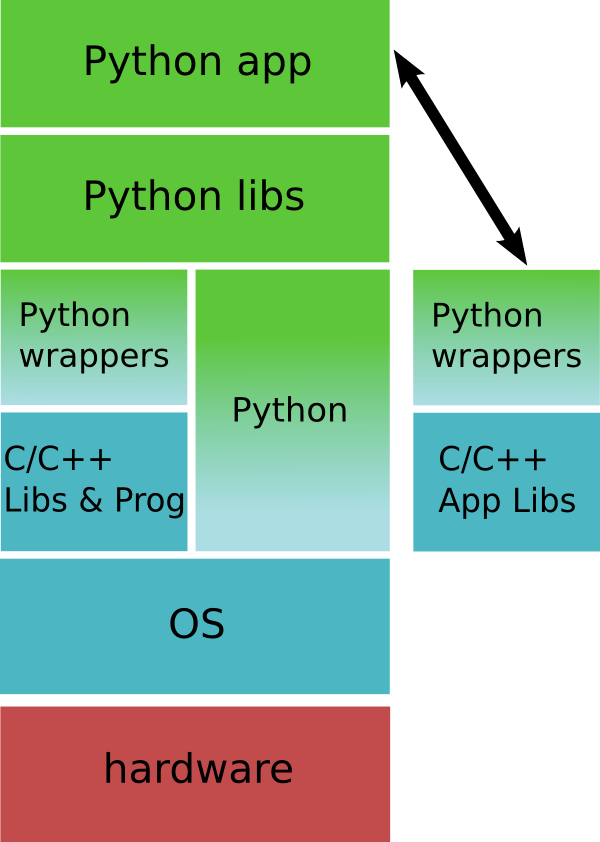 Python app
Python libs
Python
wrappers
Python
Python
wrappers
C/C++
Libs & Prog
C/C++
App Libs
OS
hardware